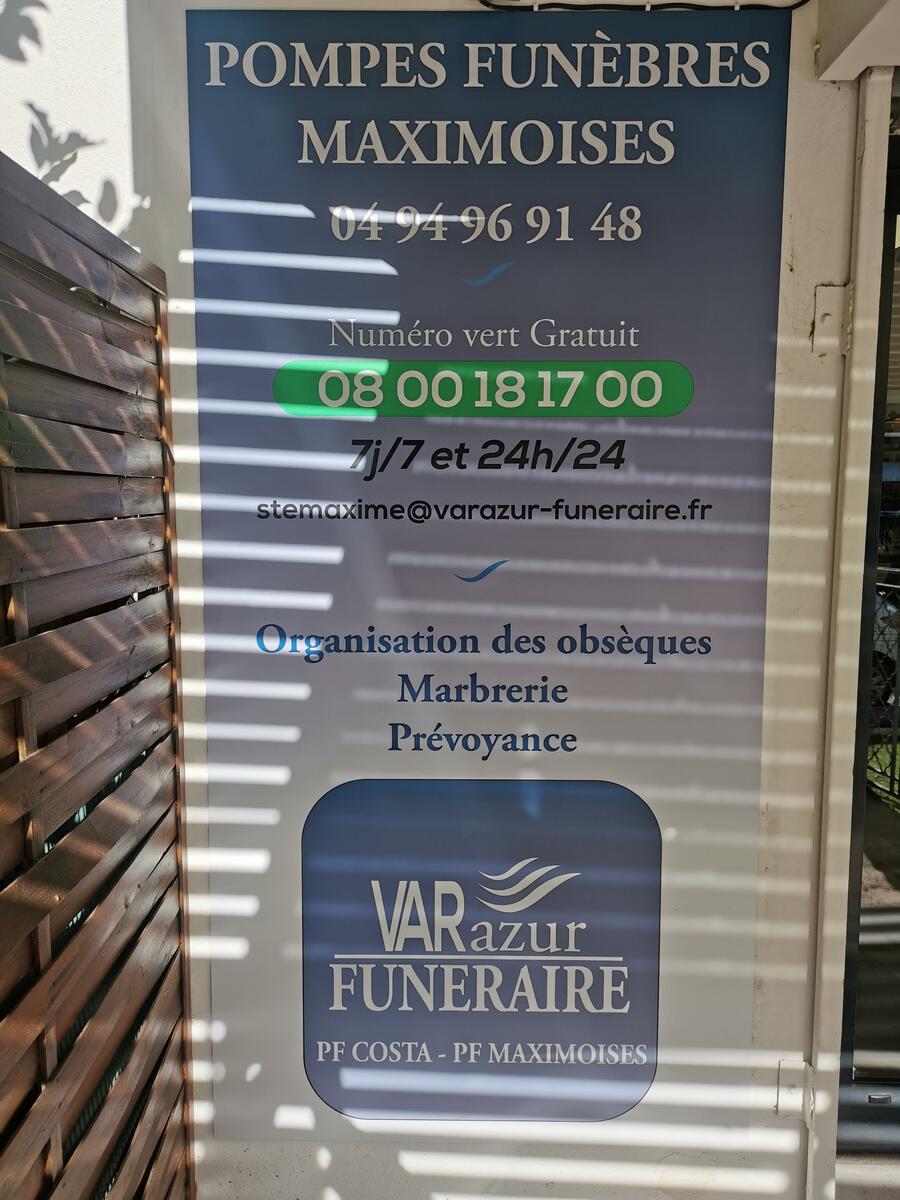 POMPES FUNÈBRES
MAXIMOISES
04 94 96 91 48
Numéro vert Gratuit
08 00 18 17 00
7j/7 et 24h/24
stemaxime@varazur-funeraire.fr
Organisation des obsèques
Marbrerie
Prévoyance
VARazur
FUNERAIRE
PF COSTA - PF MAXIMOISES